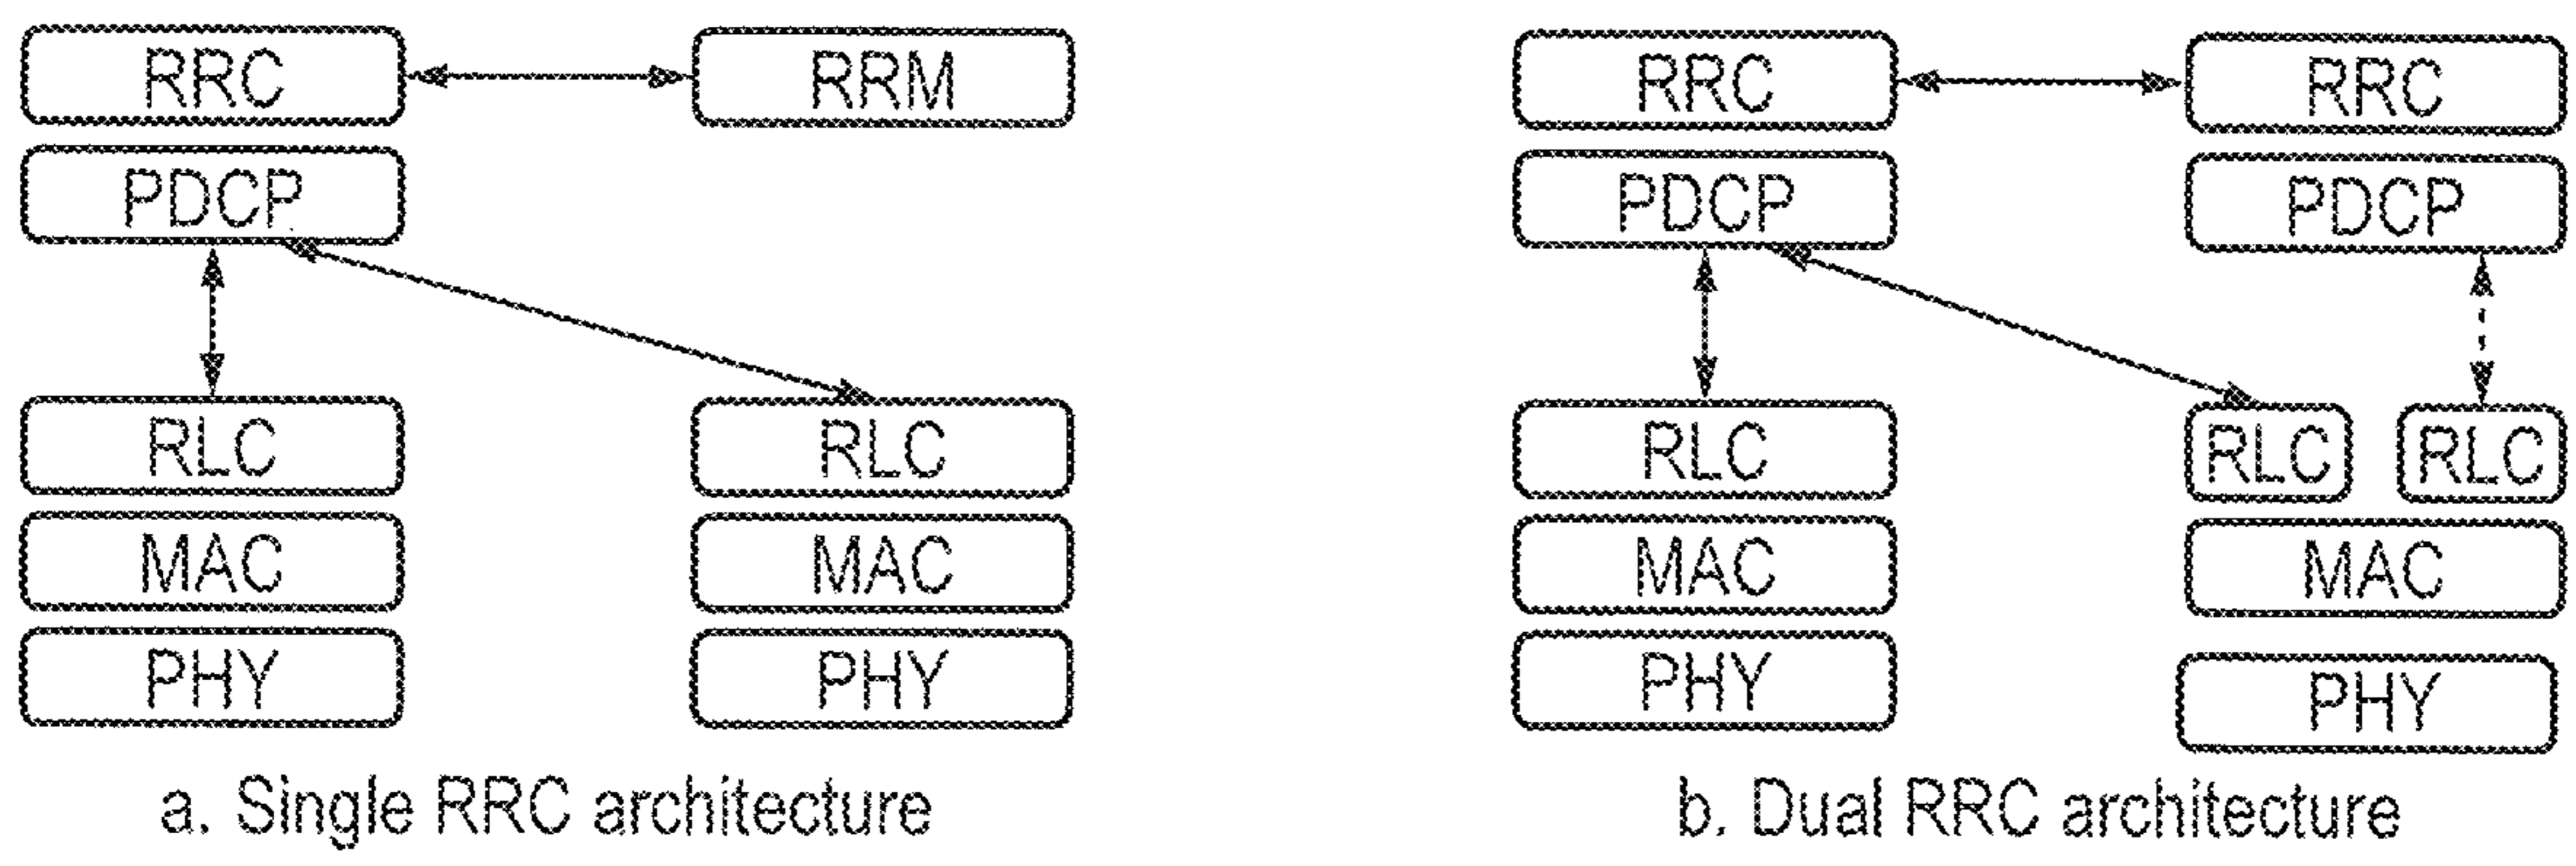 RRC
RRM
PDCP
RLC
RLC
MAC
MAC
PHY
PHY
a. Single RRC architecture
RRC
RRC
PDCP
PDCP
RLC
RLC
RLC
MAC
MAC
PHY
PHY
b. Dual RRC architecture